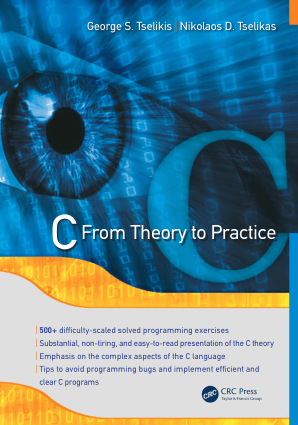 George S. Tselikis | Nikolaos D. Tselikas
C
C From Theory to Practice
| 500+ difficulty-scaled solved programming exercises
| Substantial, non-tiring, and easy-to-read presentation of the C theory
| Emphasis on the complex aspects of the C language
| Tips to avoid programming bugs and implement efficient and
clear C programs
CRC CRC Press
Taylor & Francis Group